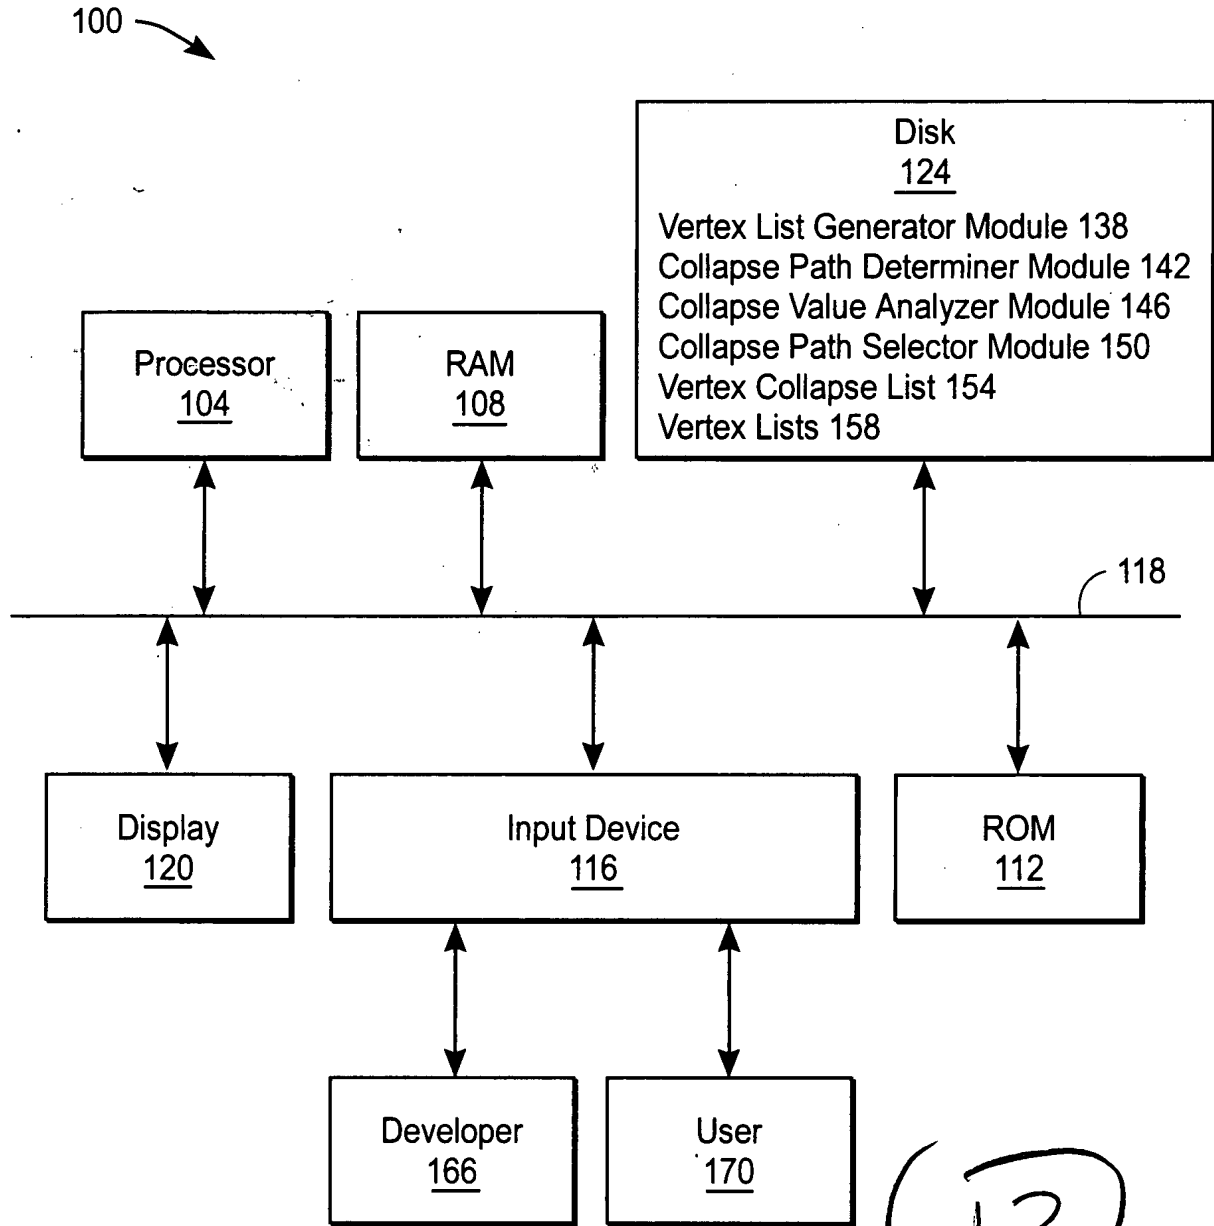 100
Disk
124
Vertex List Generator Module 138
Collapse Path Determiner Module 142
Collapse Value Analyzer Module 146
Collapse Path Selector Module 150
Vertex Collapse List 154
Vertex Lists 158
Processor
104
RAM
108
118
Display
120
Input Device
116
ROM
112
Developer
166
User
170